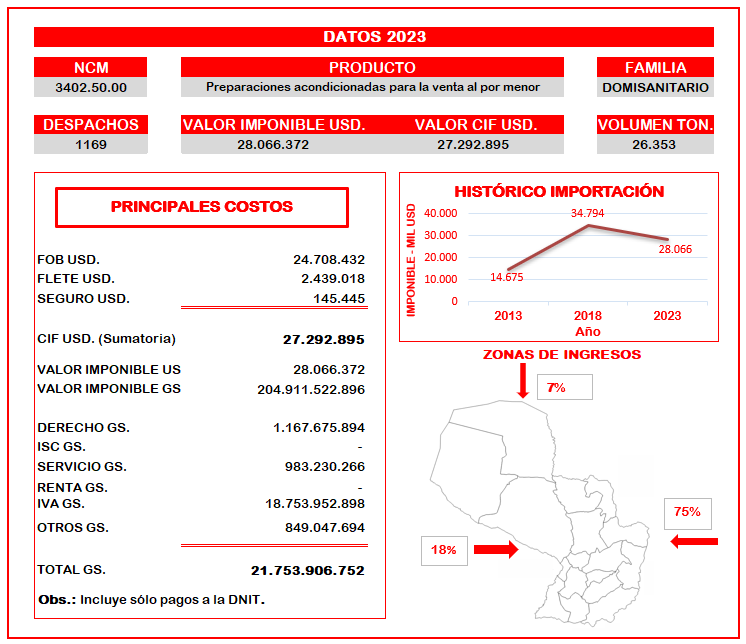 DATOS 2023
NCM
3402.50.00
PRODUCTO
Preparaciones acondicionadas para la venta al por menor
FAMILIA
DOMISANITARIO
DESPACHOS
1169
VALOR IMPONIBLE USD. VALOR CIF USD.
28.066.372 27.292.895
VOLUMEN TON.
26.353
PRINCIPALES COSTOS
FOB USD. 24.708.432
FLETE USD. 2.439.018
SEGURO USD. 145.445
CIF USD. (Sumatoria) 27.292.895
VALOR IMPONIBLE US 28.066.372
VALOR IMPONIBLE GS 204.911.522.896
DERECHO GS. 1.167.675.894
ISC GS. -
SERVICIO GS. 983.230.266
RENTA GS. -
IVA GS. 18.753.952.898
OTROS GS. 849.047.694
TOTAL GS. 21.753.906.752
Obs.: Incluye sólo pagos a la DNIT.
HISTÓRICO IMPORTACIÓN
IMPONIBLE - MIL USD
40.000
30.000
20.000
10.000
0
14.675
34.794
28.066
2013 2018 2023
Año
ZONAS DE INGRESOS
7%
75%
18%